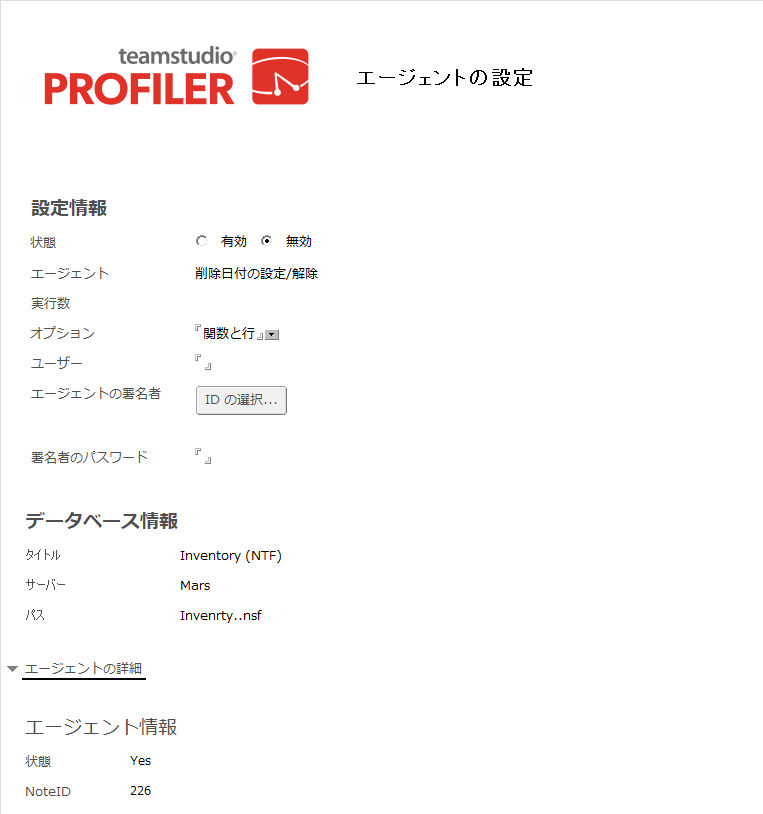 teamstudio®
PROFILER
エージェントの設定
設定情報
状態 有効 無効
エージェント 削除日付の設定/解除
実行数
オプション 『関数と行』
ユーザー 『 』
エージェントの署名者 ID の選択...
署名者のパスワード 『 』
データベース情報
タイトル Inventory (NTF)
サーバー Mars
パス Invenrty..nsf
エージェントの詳細
エージェント情報
状態 Yes
NoteID 226